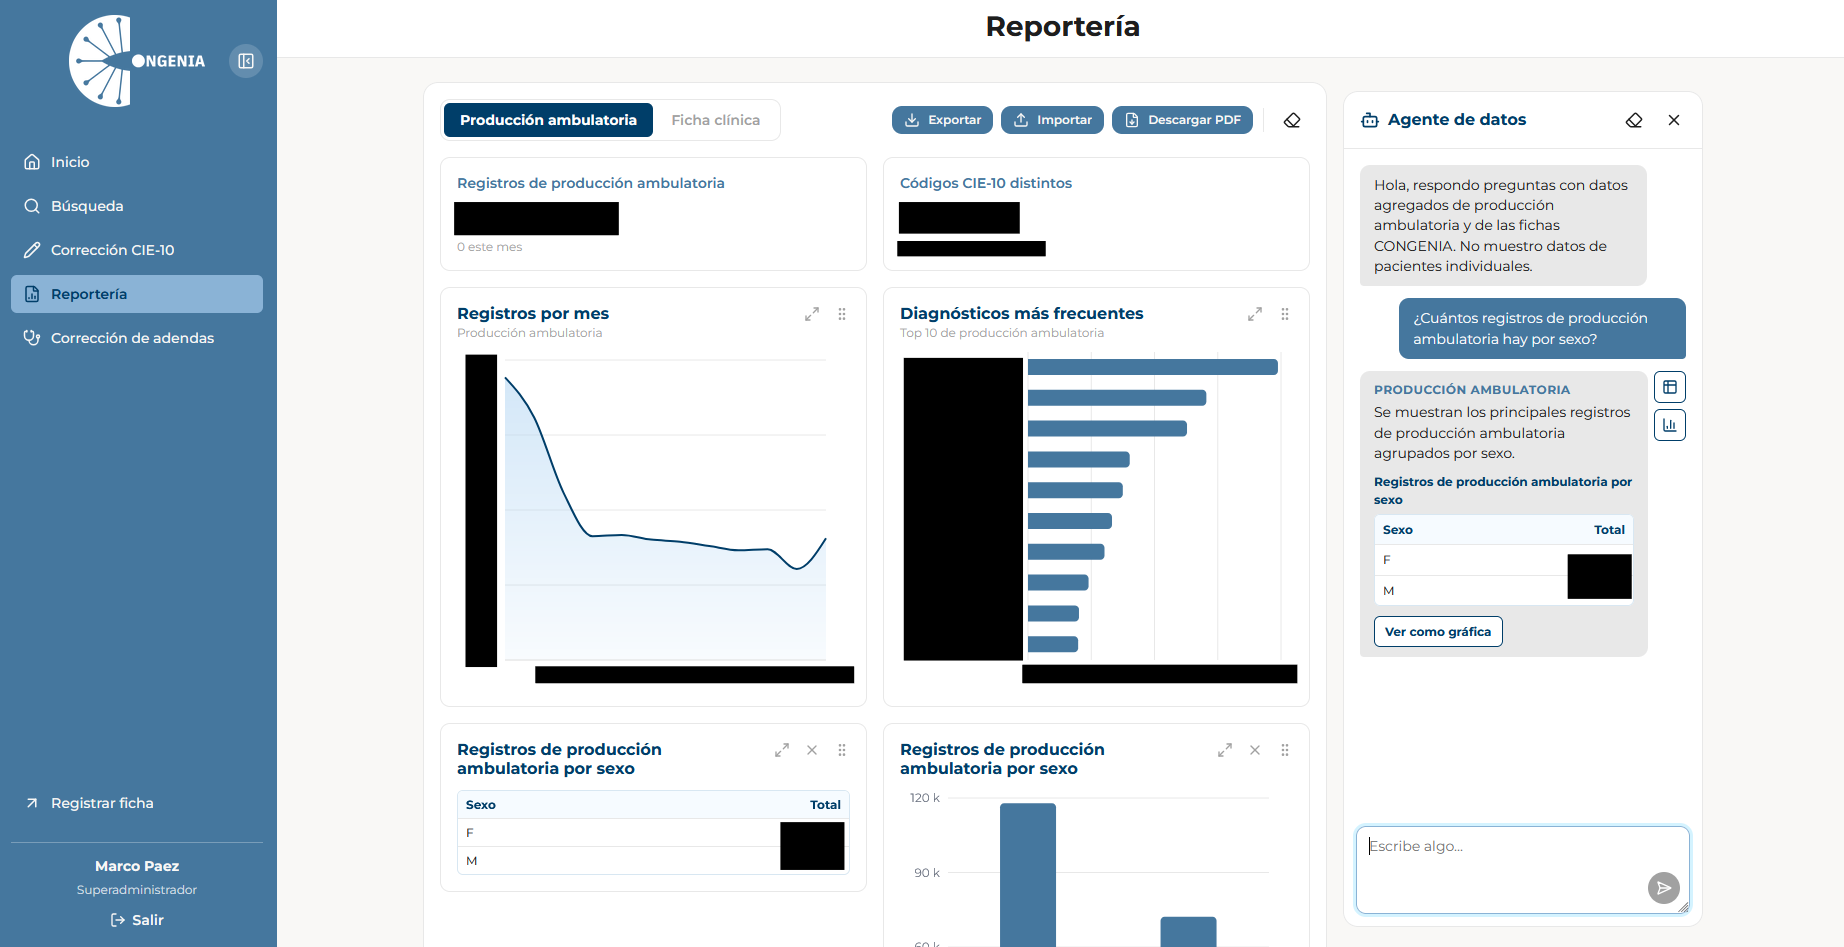 CONGENIA
Inicio
Búsqueda
Corrección CIE-10
Reportería
Corrección de adendas
Registrar ficha
Marco Paez
Superadministrador
Salir
Reportería
Producción ambulatoria
Ficha clínica
Exportar
Importar
Descargar PDF
Registros de producción ambulatoria
0 este mes
Códigos CIE-10 distintos
Registros por mes
Producción ambulatoria
Diagnósticos más frecuentes
Top 10 de producción ambulatoria
Registros de producción
ambulatoria por sexo
Sexo Total
F
M
Registros de producción
ambulatoria por sexo
120 k
90 k
60 k
Agente de datos
Hola, respondo preguntas con datos
agregados de producción
ambulatoria y de las fichas
CONGENIA. No muestro datos de
pacientes individuales.
¿Cuántos registros de producción
ambulatoria hay por sexo?
PRODUCCIÓN AMBULATORIA
Se muestran los principales registros
de producción ambulatoria
agrupados por sexo.
Registros de producción ambulatoria por
sexo
Sexo Total
F
M
Ver como gráfica
Escribe algo...